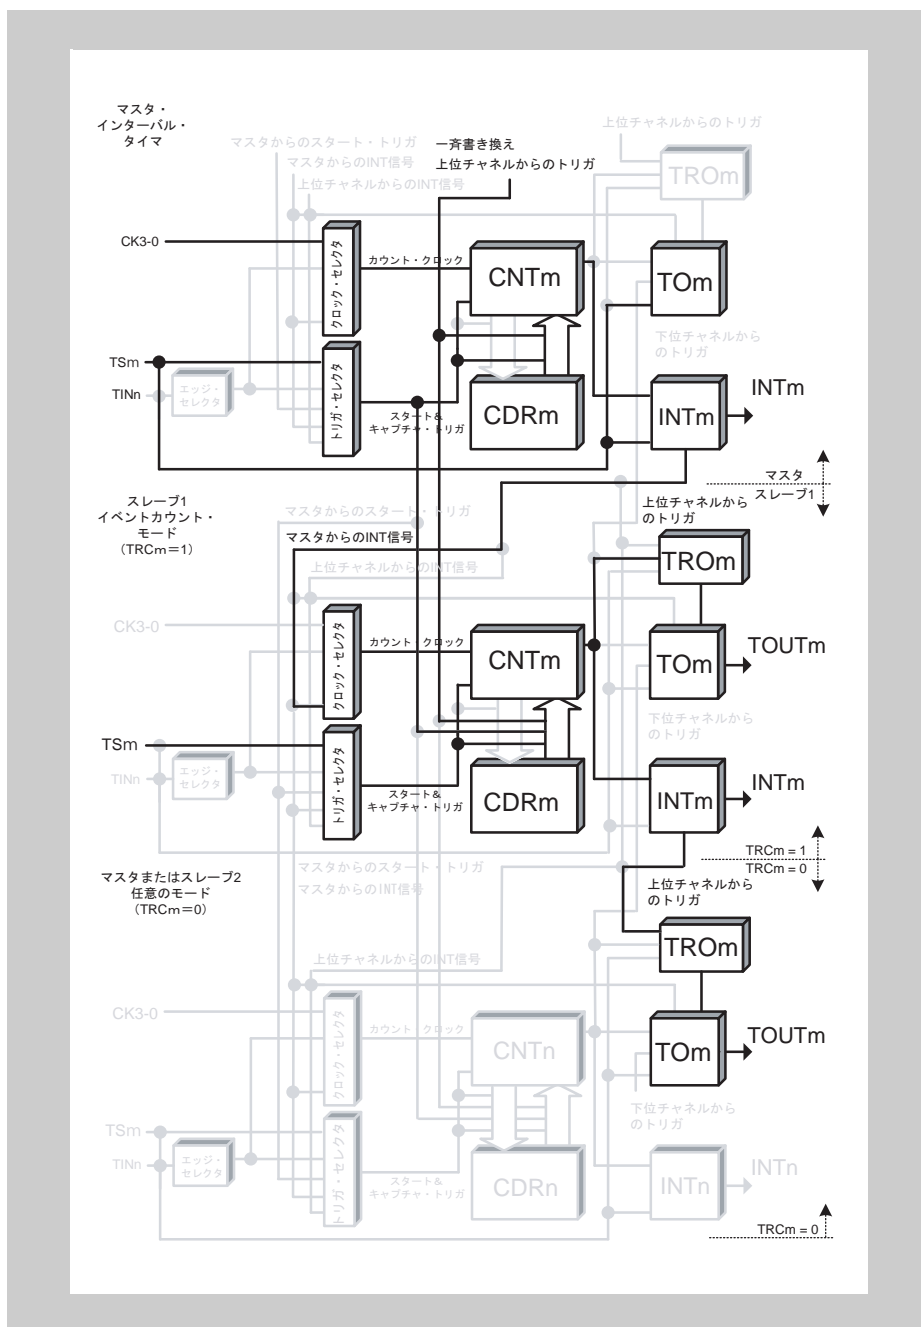 マスタ・
インターバル・
タイマ
マスタからのスタート・トリガ
マスタからのINT信号
上位チャネルからのINT信号
一斉書き換え
上位チャネルからのトリガ
上位チャネルからのトリガ
TROm
CK3-0
クロック・セレクタ
カウント・クロック
CNTm
TOm
下位チャネルから
のトリガ
TSm
TINn
エッジ・
セレクタ
トリガ・セレクタ
スタート&
キャプチャ・トリガ
CDRm
INTm
INTm
マスタ
スレーブ1
スレーブ1
イベントカウント・
モード
(TRCm=1)
マスタからのスタート・トリガ
マスタからのINT信号
上位チャネルからのINT信号
上位チャネルから
のトリガ
TROm
CK3-0
クロック・セレクタ
カウント・クロック
CNTm
TOm
TOUTm
下位チャネルから
のトリガ
TSm
TINn
エッジ・
セレクタ
トリガ・セレクタ
スタート&
キャプチャ・トリガ
CDRm
INTm
INTm
TRCm = 1
TRCm = 0
マスタまたはスレーブ2
任意のモード
(TRCm=0)
マスタからのスタート・トリガ
マスタからのINT信号
上位チャネルからのINT信号
上位チャネルから
のトリガ
TROm
CK3-0
クロック・セレクタ
カウント・クロック
CNTn
TOm
TOUTm
下位チャネルから
のトリガ
TSm
TINn
エッジ・
セレクタ
トリガ・セレクタ
スタート&
キャプチャ・トリガ
CDRn
INTn
INTn
TRCm = 0